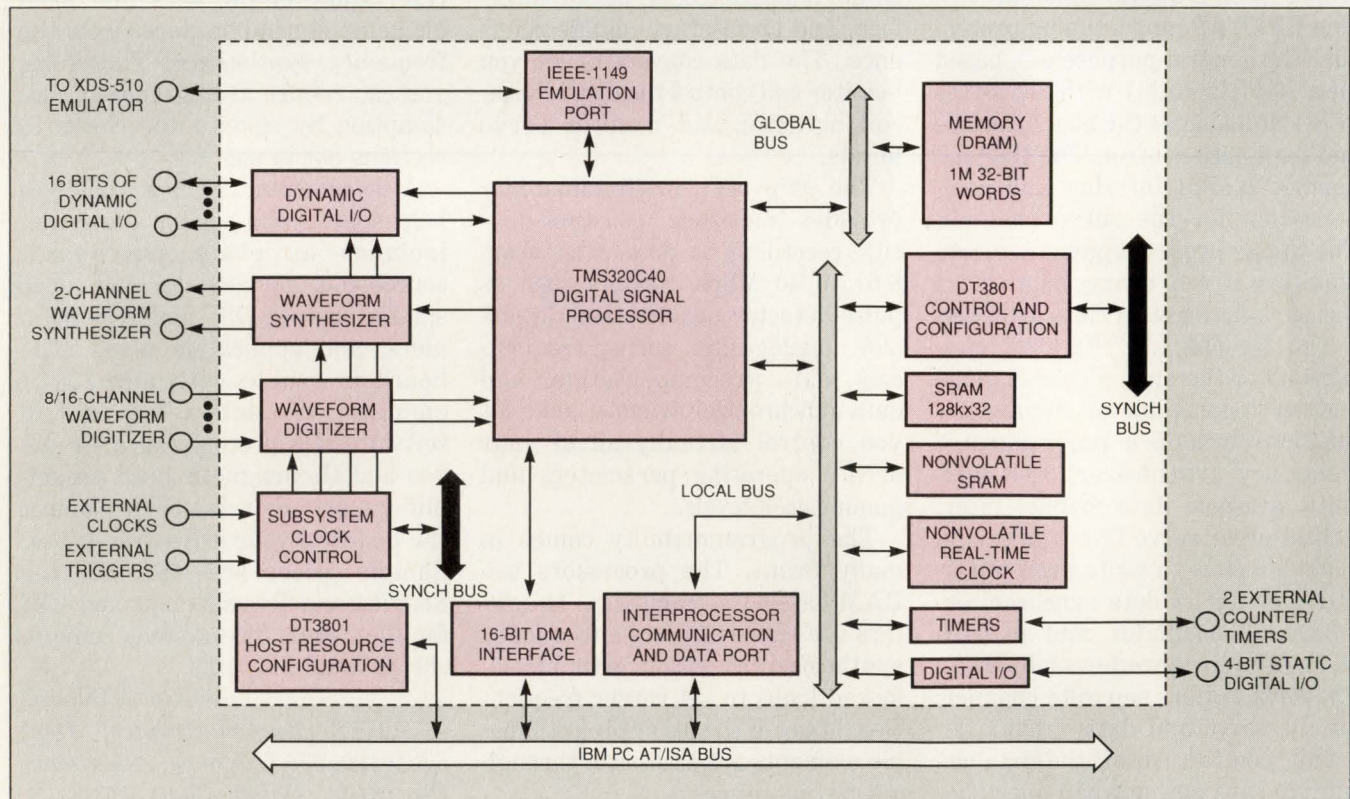 TO XDS-510
EMULATOR
IEEE-1149
EMULATION
PORT
GLOBAL
BUS
MEMORY
(DRAM)
1M 32-BIT
WORDS
16 BITS OF
DYNAMIC
DIGITAL I/O
DYNAMIC
DIGITAL I/O
TMS320C40
DIGITAL SIGNAL
PROCESSOR
DT3801
CONTROL AND
CONFIGURATION
2-CHANNEL
WAVEFORM
SYNTHESIZER
WAVEFORM
SYNTHESIZER
SYNCH
BUS
8/16-CHANNEL
WAVEFORM
DIGITIZER
WAVEFORM
DIGITIZER
SRAM
128kx32
NONVOLATILE
SRAM
EXTERNAL
CLOCKS
EXTERNAL
TRIGGERS
SUBSYSTEM
CLOCK
CONTROL
SYNCH BUS
LOCAL BUS
NONVOLATILE
REAL-TIME
CLOCK
DT3801
HOST RESOURCE
CONFIGURATION
16-BIT DMA
INTERFACE
INTERPROCESSOR
COMMUNICATION
AND DATA PORT
TIMERS
2 EXTERNAL
COUNTER/
TIMERS
DIGITAL I/O
4-BIT STATIC
DIGITAL I/O
IBM PC AT/ISA BUS